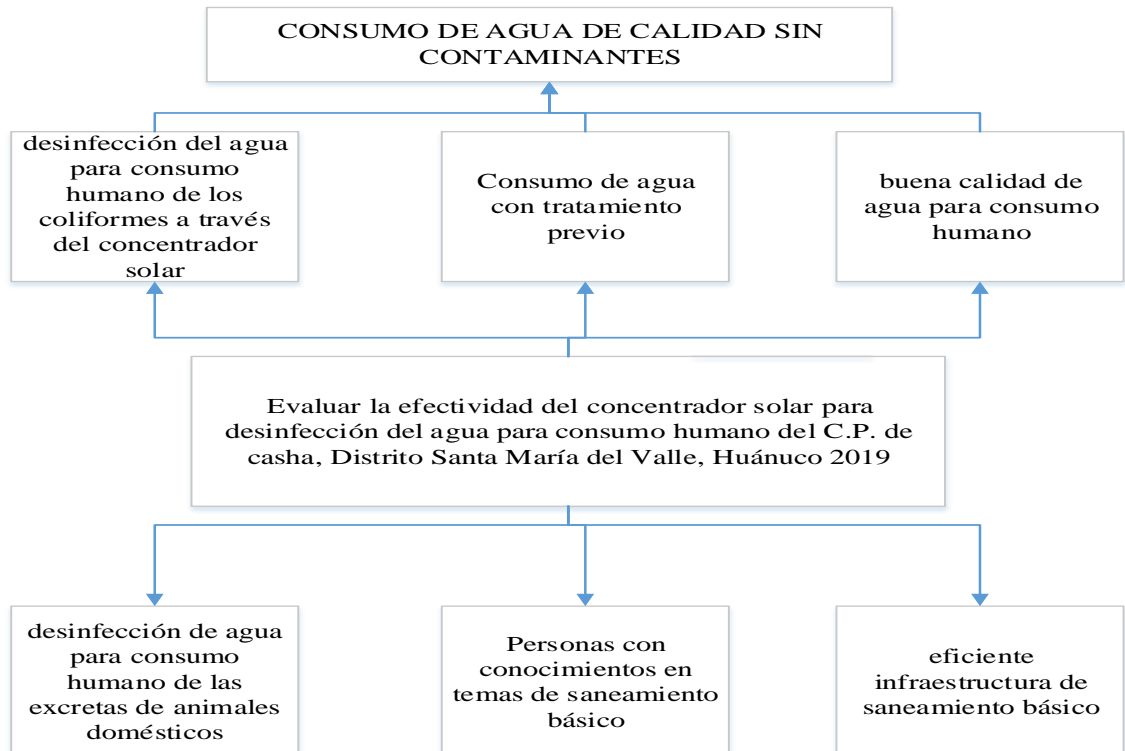 CONSUMO DE AGUA DE CALIDAD SIN
CONTAMINANTES
desinfección del agua
para consumo
humano de los
coliformes a través
del concentrador
solar
Consumo de agua
con tratamiento
previo
buena calidad de
agua para consumo
humano
Evaluar la efectividad del concentrador solar para
desinfección del agua para consumo humano del C.P. de
casha, Distrito Santa María del Valle, Huánuco 2019
desinfección de agua
para consumo
humano de las
excretas de animales
domésticos
Personas con
conocimientos en
temas de saneamiento
básico
eficiente
infraestructura de
saneamiento básico